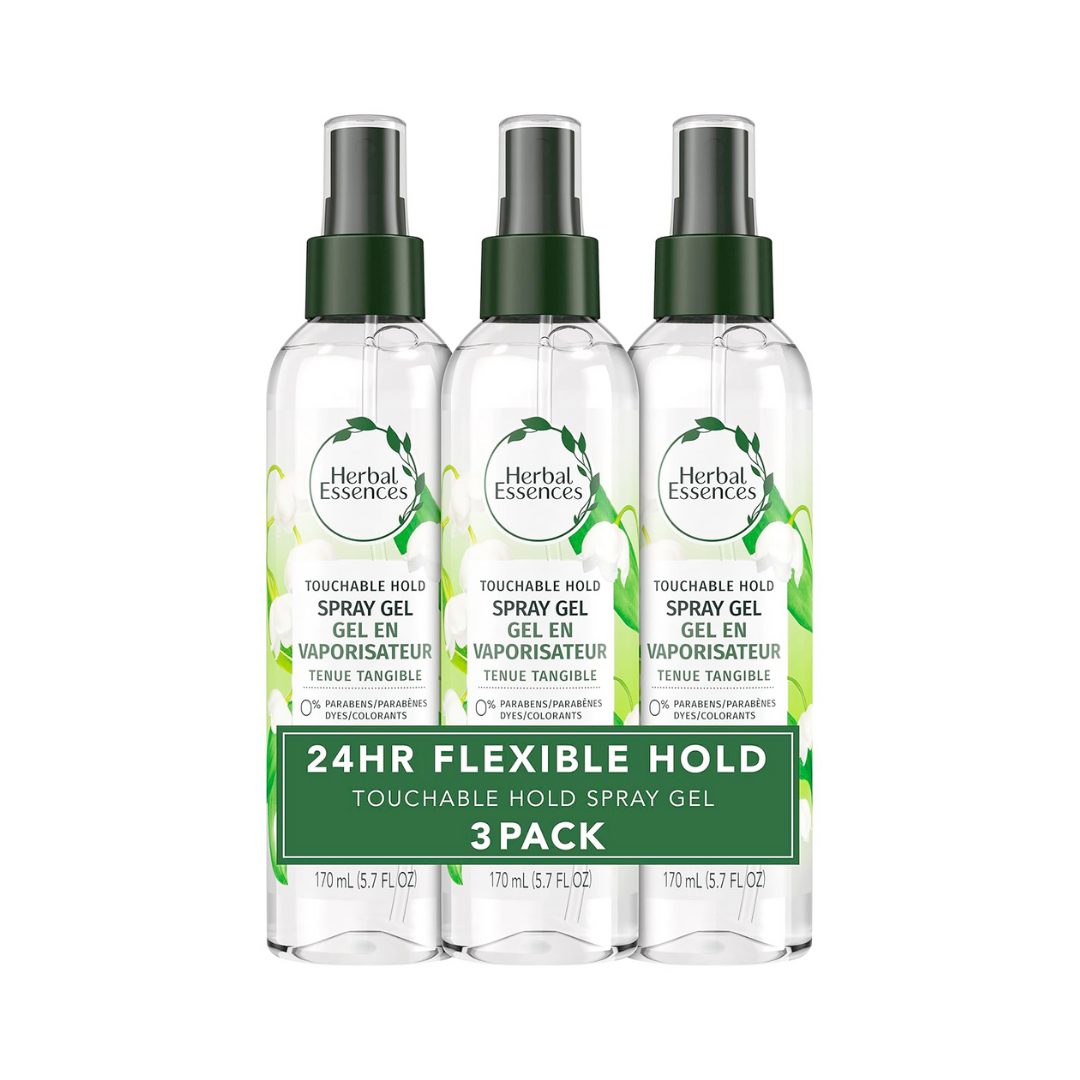 Herbal
Essences
TOUCHABLE HOLD
SPRAY GEL
GEL EN
VAPORISATEUR
TENUE TANGIBLE
0% PARABENS/PARABÈNES
DYES/COLORANTS
170 mL (5.7 FL OZ)
Herbal
Essences
TOUCHABLE HOLD
SPRAY GEL
GEL EN
VAPORISATEUR
TENUE TANGIBLE
0% PARABENS/PARABÈNES
DYES/COLORANTS
170 mL (5.7 FL OZ)
Herbal
Essences
TOUCHABLE HOLD
SPRAY GEL
GEL EN
VAPORISATEUR
TENUE TANGIBLE
0% PARABENS/PARABÈNES
DYES/COLORANTS
170 mL (5.7 FL OZ)
24HR FLEXIBLE HOLD
TOUCHABLE HOLD SPRAY GEL
3 PACK